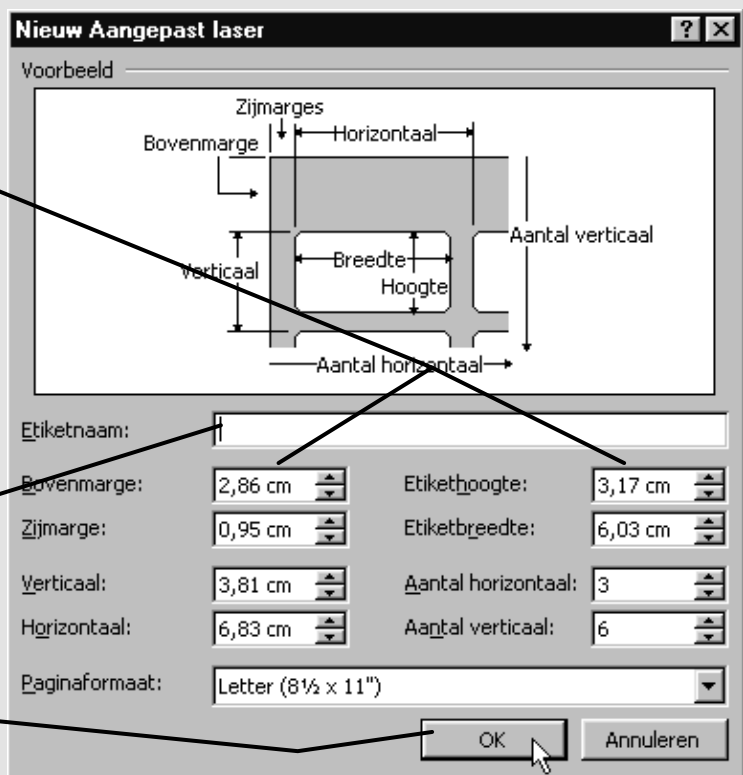 Nieuw Aangepast laser
Voorbeeld
Zijmarges
Bovenmarge
Horizontaal
Aantal verticaal
Verticaal
Breedte
Hoogte
Aantal horizontaal
Etiketnaam:
Bovenmarge: 2,86 cm Etikethoogte: 3,17 cm
Zijmarge: 0,95 cm Etiketbreedte: 6,03 cm
Verticaal: 3,81 cm Aantal horizontaal: 3
Horizontaal: 6,83 cm Aantal verticaal: 6
Paginaformaat: Letter (8½ x 11")
OK Annuleren